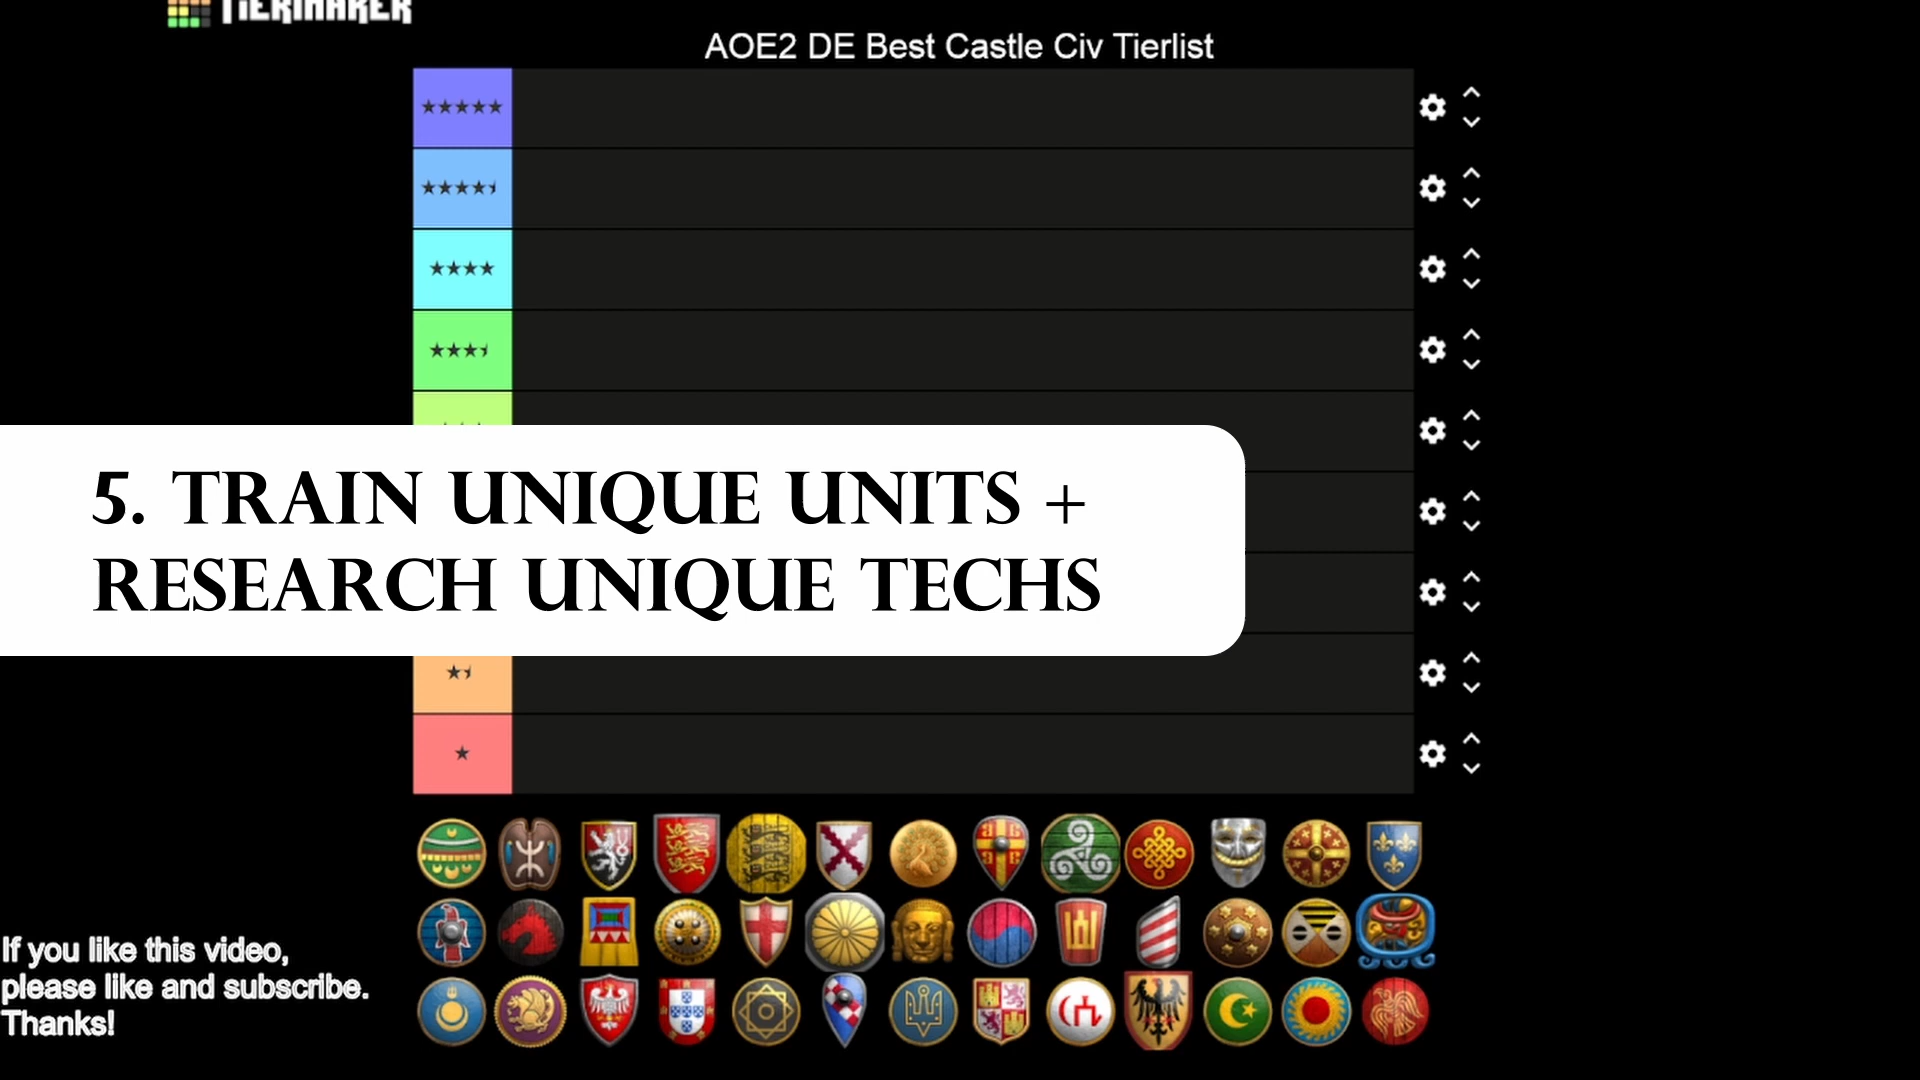 TIERMAKER
AOE2 DE Best Castle Civ Tierlist
5. TRAIN UNIQUE UNITS +
RESEARCH UNIQUE TECHS
If you like this video,
please like and subscribe.
Thanks!